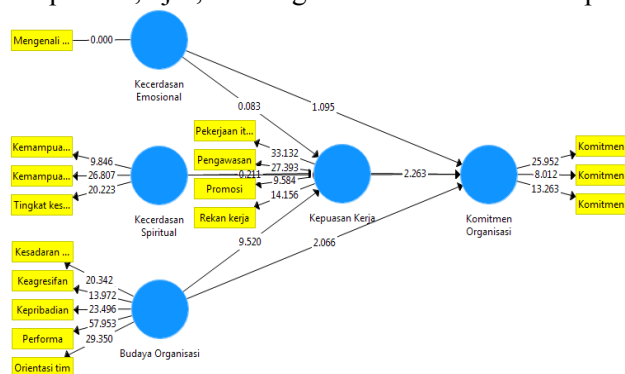 Mengenali ...
0.000
Kecerdasan
Emosional
0.083
1.095
Pekerjaan it...
Kemampua...
33.132
Pengawasan
Komitmen
9.846
27.393
25.952
Kemampua...
26.807
0.211
2.263
8.012
Komitmen
20.223
Promosi
9.584
13.263
Tingkat kes...
14.156
Komitmen
Rekan kerja
Kecerdasan
Spiritual
Kepuasan Kerja
Komitmen
Organisasi
9.520
2.066
Kesadaran ...
20.342
Keagresifan
13.972
Kepribadian
23.496
57.953
Performa
29.350
Budaya Organisasi
Orientasi tim